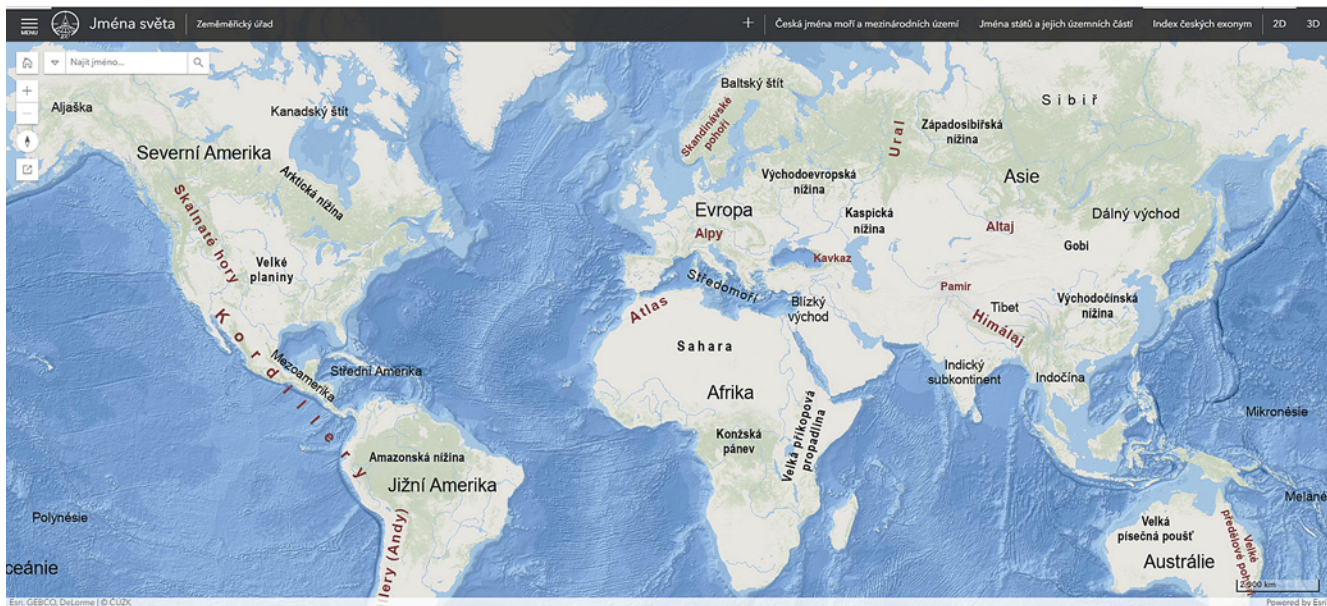 Jména světa
Zeměměřický úřad
+
Česká jména moří a mezinárodních území
Jména států a jejich územních částí
Index českých exonym
2D
3D
MENU
Najít jméno...
Aljaška
Kanadský štít
Severní Amerika
Arktická nížina
Skalnaté hory
Velké
planiny
Kordillery
Mezoamerika
Střední Amerika
Amazonská nížina
Jižní Amerika
llery (Andy)
Polynésie
ceánie
Baltský štít
Skandinávské
pohoří
Ural
Sibiř
Západosibiřská
nížina
Východoevropská
nížina
Asie
Evropa
Alpy
Kaspická
nížina
Altaj
Dálný východ
Gobi
Kavkaz
Středomoří
Atlas
Blízký
východ
Pamír
Tibet
Východočínská
nížina
Himálaj
Sahara
Indický
subkontinent
Indočína
Afrika
Velká příkopová
propadlina
Konžská
pánev
Mikronésie
Melané
Velká
písečná poušť
Austrálie
Velké
předělové pohoř
2 000 km
Esri, GEBCO, DeLorme | © ČÚZK
Powered by Esri